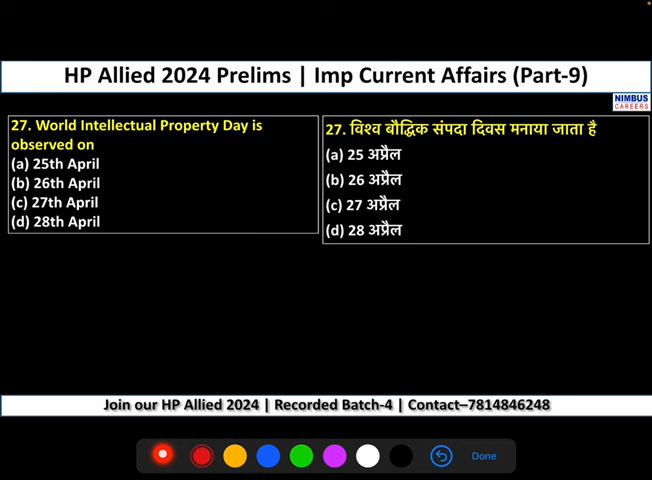 HP Allied 2024 Prelims | Imp Current Affairs (Part-9)
NIMBUS
CAREERS
27. World Intellectual Property Day is
observed on
(a) 25th April
(b) 26th April
(c) 27th April
(d) 28th April
27. विश्व बौद्धिक संपदा दिवस मनाया जाता है
(a) 25 अप्रैल
(b) 26 अप्रैल
(c) 27 अप्रैल
(d) 28 अप्रैल
Join our HP Allied 2024 | Recorded Batch-4 | Contact–7814846248
Done